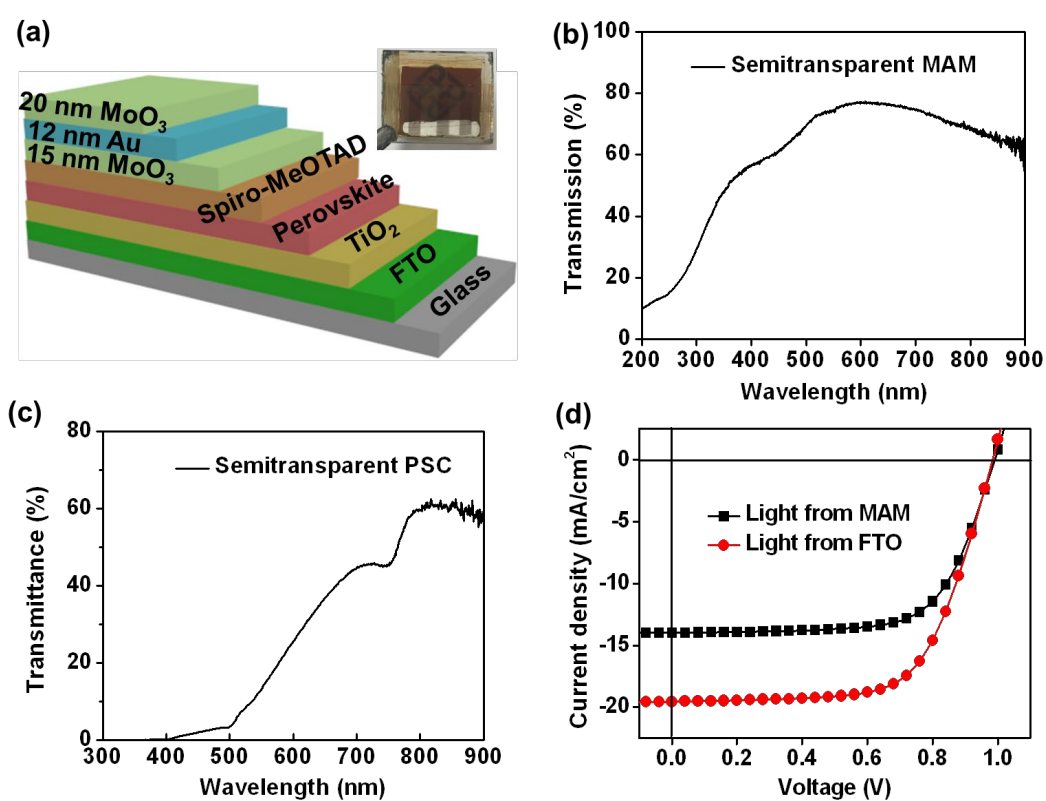 (a)
20 nm MoO3
12 nm Au
15 nm MoO3
Spiro-MeOTAD
Perovskite
TiO2
FTO
Glass
(b)
100
80
60
40
20
0
Transmission (%)
Semitransparent MAM
200 300 400 500 600 700 800 900
Wavelength (nm)
(c)
80
60
40
20
0
Transmittance (%)
Semitransparent PSC
300 400 500 600 700 800 900
Wavelength (nm)
(d)
0
-5
-10
-15
-20
Current density (mA/cm2)
Light from MAM
Light from FTO
0.0 0.2 0.4 0.6 0.8 1.0
Voltage (V)